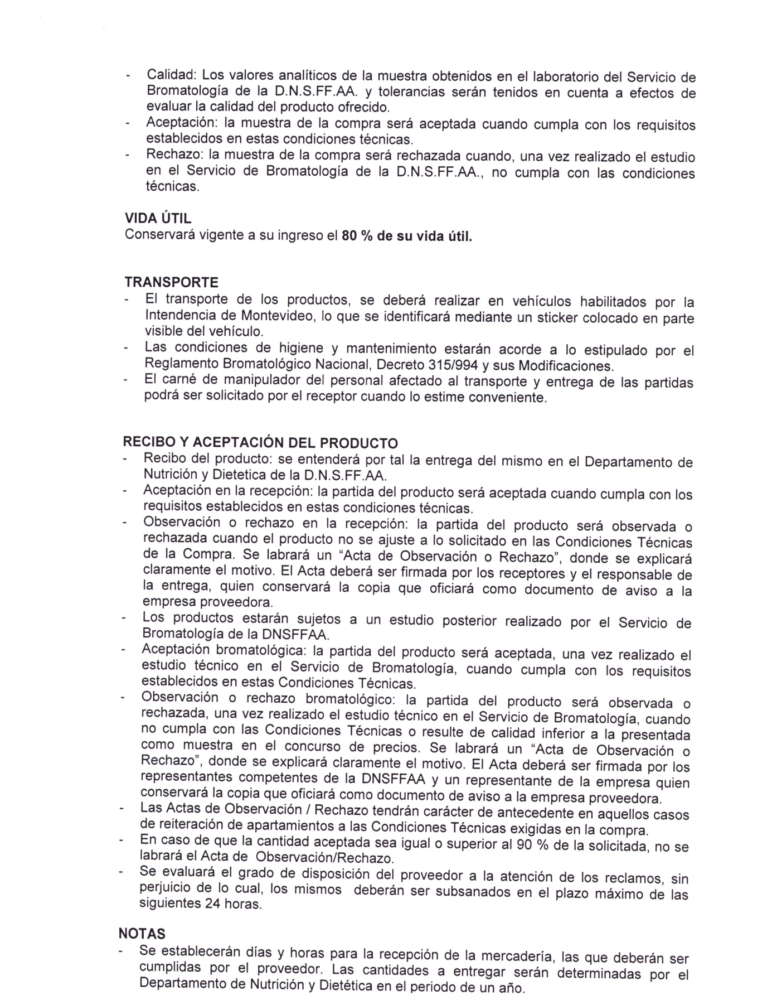 - Calidad: Los valores analíticos de la muestra obtenidos en el laboratorio del Servicio de
Bromatología de la D.N.S.FF.AA. y tolerancias serán tenidos en cuenta a efectos de
evaluar la calidad del producto ofrecido.
- Aceptación: la muestra de la compra será aceptada cuando cumpla con los requisitos
establecidos en estas condiciones técnicas.
- Rechazo: la muestra de la compra será rechazada cuando, una vez realizado el estudio
en el Servicio de Bromatología de la D.N.S.FF.AA., no cumpla con las condiciones
técnicas.
VIDA ÚTIL
Conservará vigente a su ingreso el 80 % de su vida útil.
TRANSPORTE
- El transporte de los productos, se deberá realizar en vehículos habilitados por la
Intendencia de Montevideo, lo que se identificará mediante un sticker colocado en parte
visible del vehículo.
- Las condiciones de higiene y mantenimiento estarán acorde a lo estipulado por el
Reglamento Bromatológico Nacional, Decreto 315/994 y sus Modificaciones.
- El carné de manipulador del personal afectado al transporte y entrega de las partidas
podrá ser solicitado por el receptor cuando lo estime conveniente.
RECIBO Y ACEPTACIÓN DEL PRODUCTO
- Recibo del producto: se entenderá por tal la entrega del mismo en el Departamento de
Nutrición y Dietetica de la D.N.S.FF.AA.
- Aceptación en la recepción: la partida del producto será aceptada cuando cumpla con los
requisitos establecidos en estas condiciones técnicas.
- Observación o rechazo en la recepción: la partida del producto será observada o
rechazada cuando el producto no se ajuste a lo solicitado en las Condiciones Técnicas
de la Compra. Se labrará un “Acta de Observación o Rechazo”, donde se explicará
claramente el motivo. El Acta deberá ser firmada por los receptores y el responsable de
la entrega, quien conservará la copia que oficiará como documento de aviso a la
empresa proveedora.
- Los productos estarán sujetos a un estudio posterior realizado por el Servicio de
Bromatología de la DNSFFAA.
- Aceptación bromatológica: la partida del producto será aceptada, una vez realizado el
estudio técnico en el Servicio de Bromatología, cuando cumpla con los requisitos
establecidos en estas Condiciones Técnicas.
- Observación o rechazo bromatológico: la partida del producto será observada o
rechazada, una vez realizado el estudio técnico en el Servicio de Bromatología, cuando
no cumpla con las Condiciones Técnicas o resulte de calidad inferior a la presentada
como muestra en el concurso de precios. Se labrará un “Acta de Observación o
Rechazo”, donde se explicará claramente el motivo. El Acta deberá ser firmada por los
representantes competentes de la DNSFFAA y un representante de la empresa quien
conservará la copia que oficiará como documento de aviso a la empresa proveedora.
- Las Actas de Observación / Rechazo tendrán carácter de antecedente en aquellos casos
de reiteración de apartamientos a las Condiciones Técnicas exigidas en la compra.
- En caso de que la cantidad aceptada sea igual o superior al 90 % de la solicitada, no se
labrará el Acta de Observación/Rechazo.
- Se evaluará el grado de disposición del proveedor a la atención de los reclamos, sin
perjuicio de lo cual, los mismos deberán ser subsanados en el plazo máximo de las
siguientes 24 horas.
NOTAS
- Se establecerán días y horas para la recepción de la mercadería, las que deberán ser
cumplidas por el proveedor. Las cantidades a entregar serán determinadas por el
Departamento de Nutrición y Dietética en el periodo de un año.